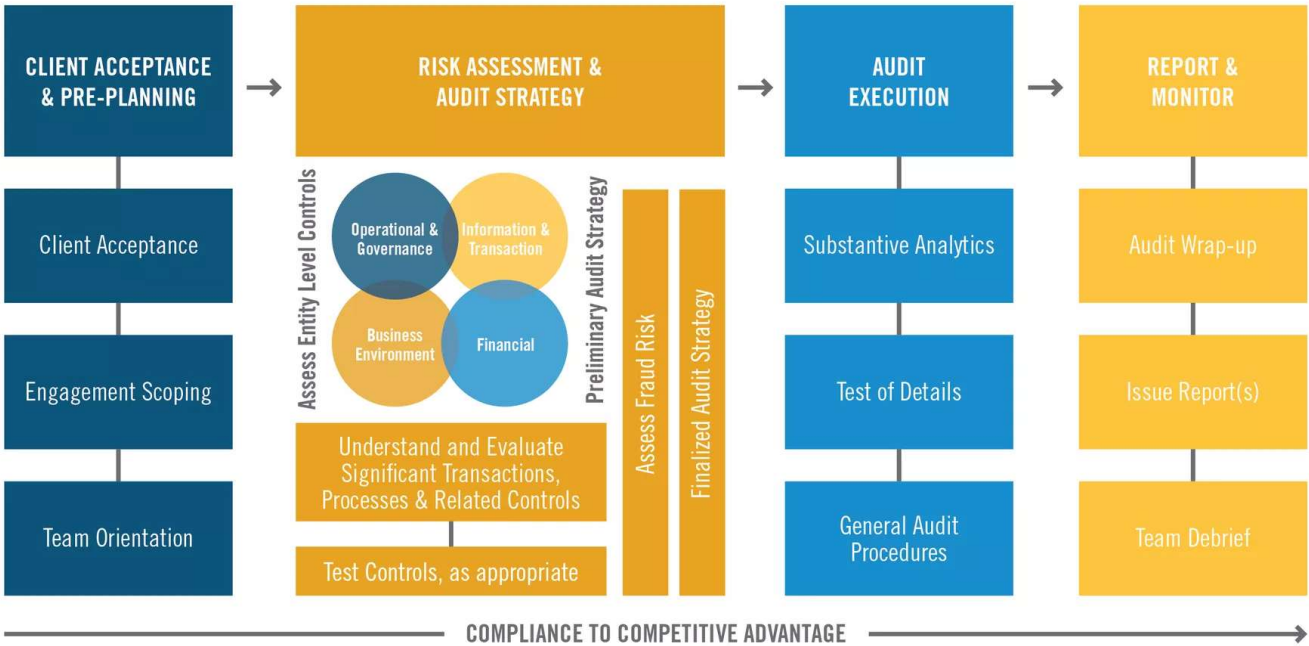 CLIENT ACCEPTANCE
& PRE-PLANNING
Client Acceptance
Engagement Scoping
Team Orientation
RISK ASSESSMENT &
AUDIT STRATEGY
Assess Entity Level Controls
Operational &
Governance
Information &
Transaction
Business
Environment
Financial
Preliminary Audit Strategy
Understand and Evaluate
Significant Transactions,
Processes & Related Controls
Test Controls, as appropriate
Assess Fraud Risk
Finalized Audit Strategy
AUDIT
EXECUTION
Substantive Analytics
Test of Details
General Audit
Procedures
REPORT &
MONITOR
Audit Wrap-up
Issue Report(s)
Team Debrief
COMPLIANCE TO COMPETITIVE ADVANTAGE